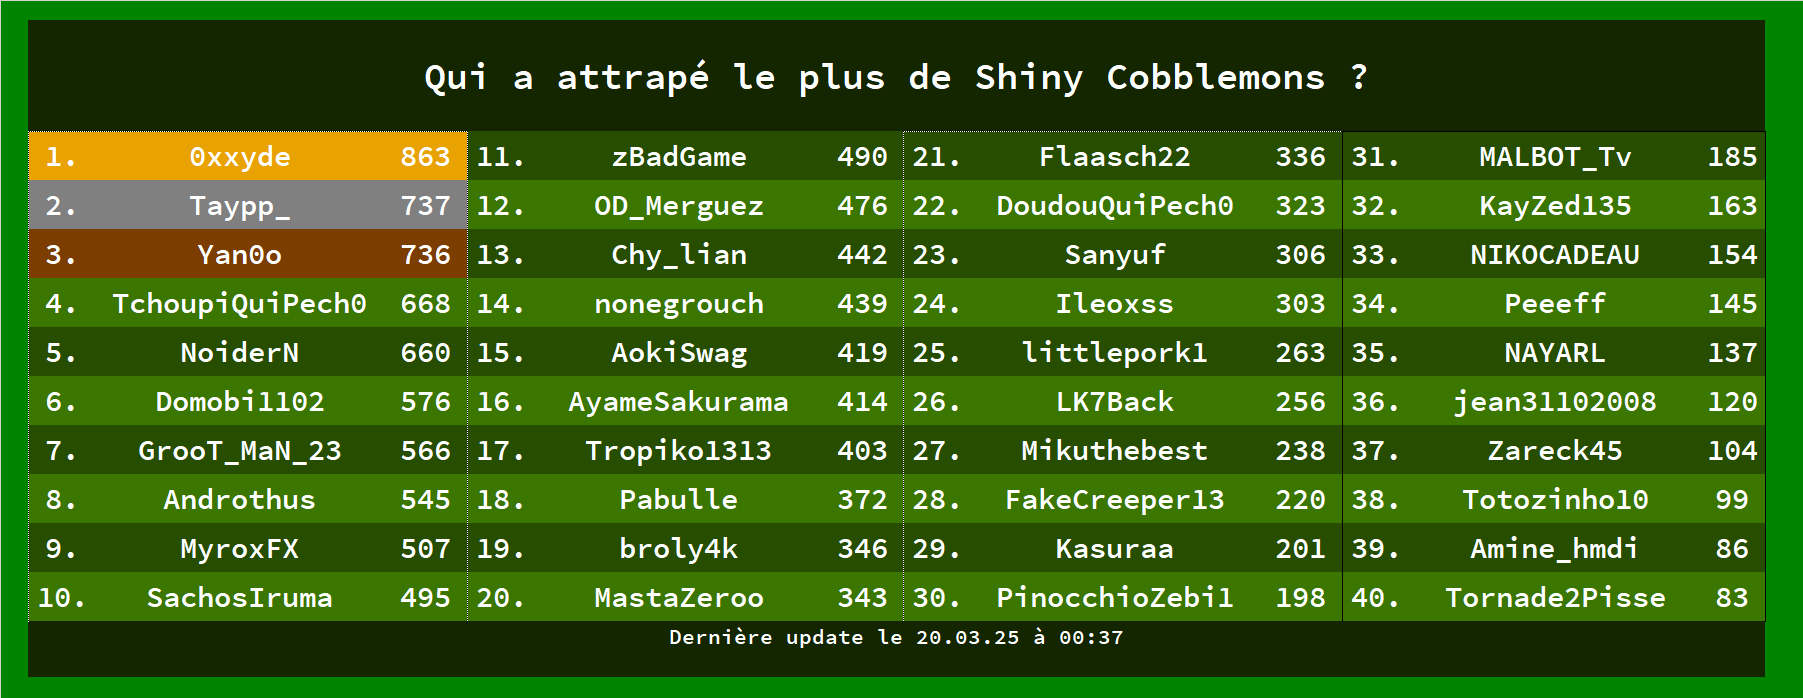 Qui a attrapé le plus de Shiny Cobblemons ?
1. 0xxyde 863 11. zBadGame 490 21. Flaasch22 336 31. MALBOT_Tv 185
2. Taypp_ 737 12. OD_Merguez 476 22. DoudouQuiPech0 323 32. KayZed135 163
3. Yan0o 736 13. Chy_lian 442 23. Sanyuf 306 33. NIKOCADEAU 154
4. TchoupiQuiPech0 668 14. nonegrouch 439 24. Ileoxss 303 34. Peeeff 145
5. NoiderN 660 15. AokiSwag 419 25. littlepork1 263 35. NAYARL 137
6. Domobi1102 576 16. AyameSakurama 414 26. LK7Back 256 36. jean31102008 120
7. GrooT_MaN_23 566 17. Tropiko1313 403 27. Mikuthebest 238 37. Zareck45 104
8. Androthus 545 18. Pabulle 372 28. FakeCreeper13 220 38. Totozinho10 99
9. MyroxFX 507 19. broly4k 346 29. Kasuraa 201 39. Amine_hmdi 86
10. SachosIruma 495 20. MastaZeroo 343 30. PinocchioZebi1 198 40. Tornade2Pisse 83
Dernière update le 20.03.25 à 00:37